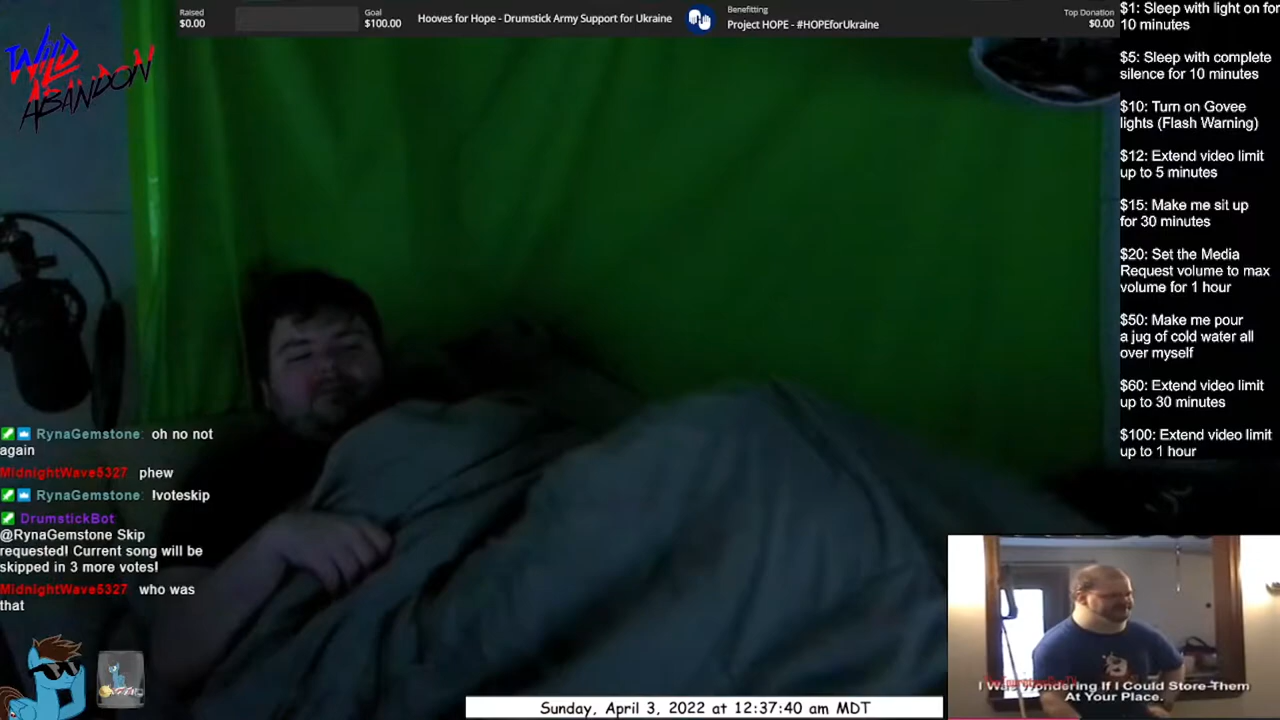 Raised
$0.00
Goal
$100.00
Hooves for Hope - Drumstick Army Support for Ukraine
Benefitting
Project HOPE - #HOPEforUkraine
Top Donation
$0.00
WILD
ABANDON
$1: Sleep with light on for
10 minutes
$5: Sleep with complete
silence for 10 minutes
$10: Turn on Govee
lights (Flash Warning)
$12: Extend video limit
up to 5 minutes
$15: Make me sit up
for 30 minutes
$20: Set the Media
Request volume to max
volume for 1 hour
$50: Make me pour
a jug of cold water all
over myself
$60: Extend video limit
up to 30 minutes
$100: Extend video limit
up to 1 hour
RynaGemstone: oh no not
again
MidnightWave5327 phew
RynaGemstone: !voteskip
DrumstickBot
@RynaGemstone Skip
requested! Current song will be
skipped in 3 more votes!
MidnightWave5327 who was
that
I Was Wondering If I Could Store Them
At Your Place.
Sunday, April 3, 2022 at 12:37:40 am MDT